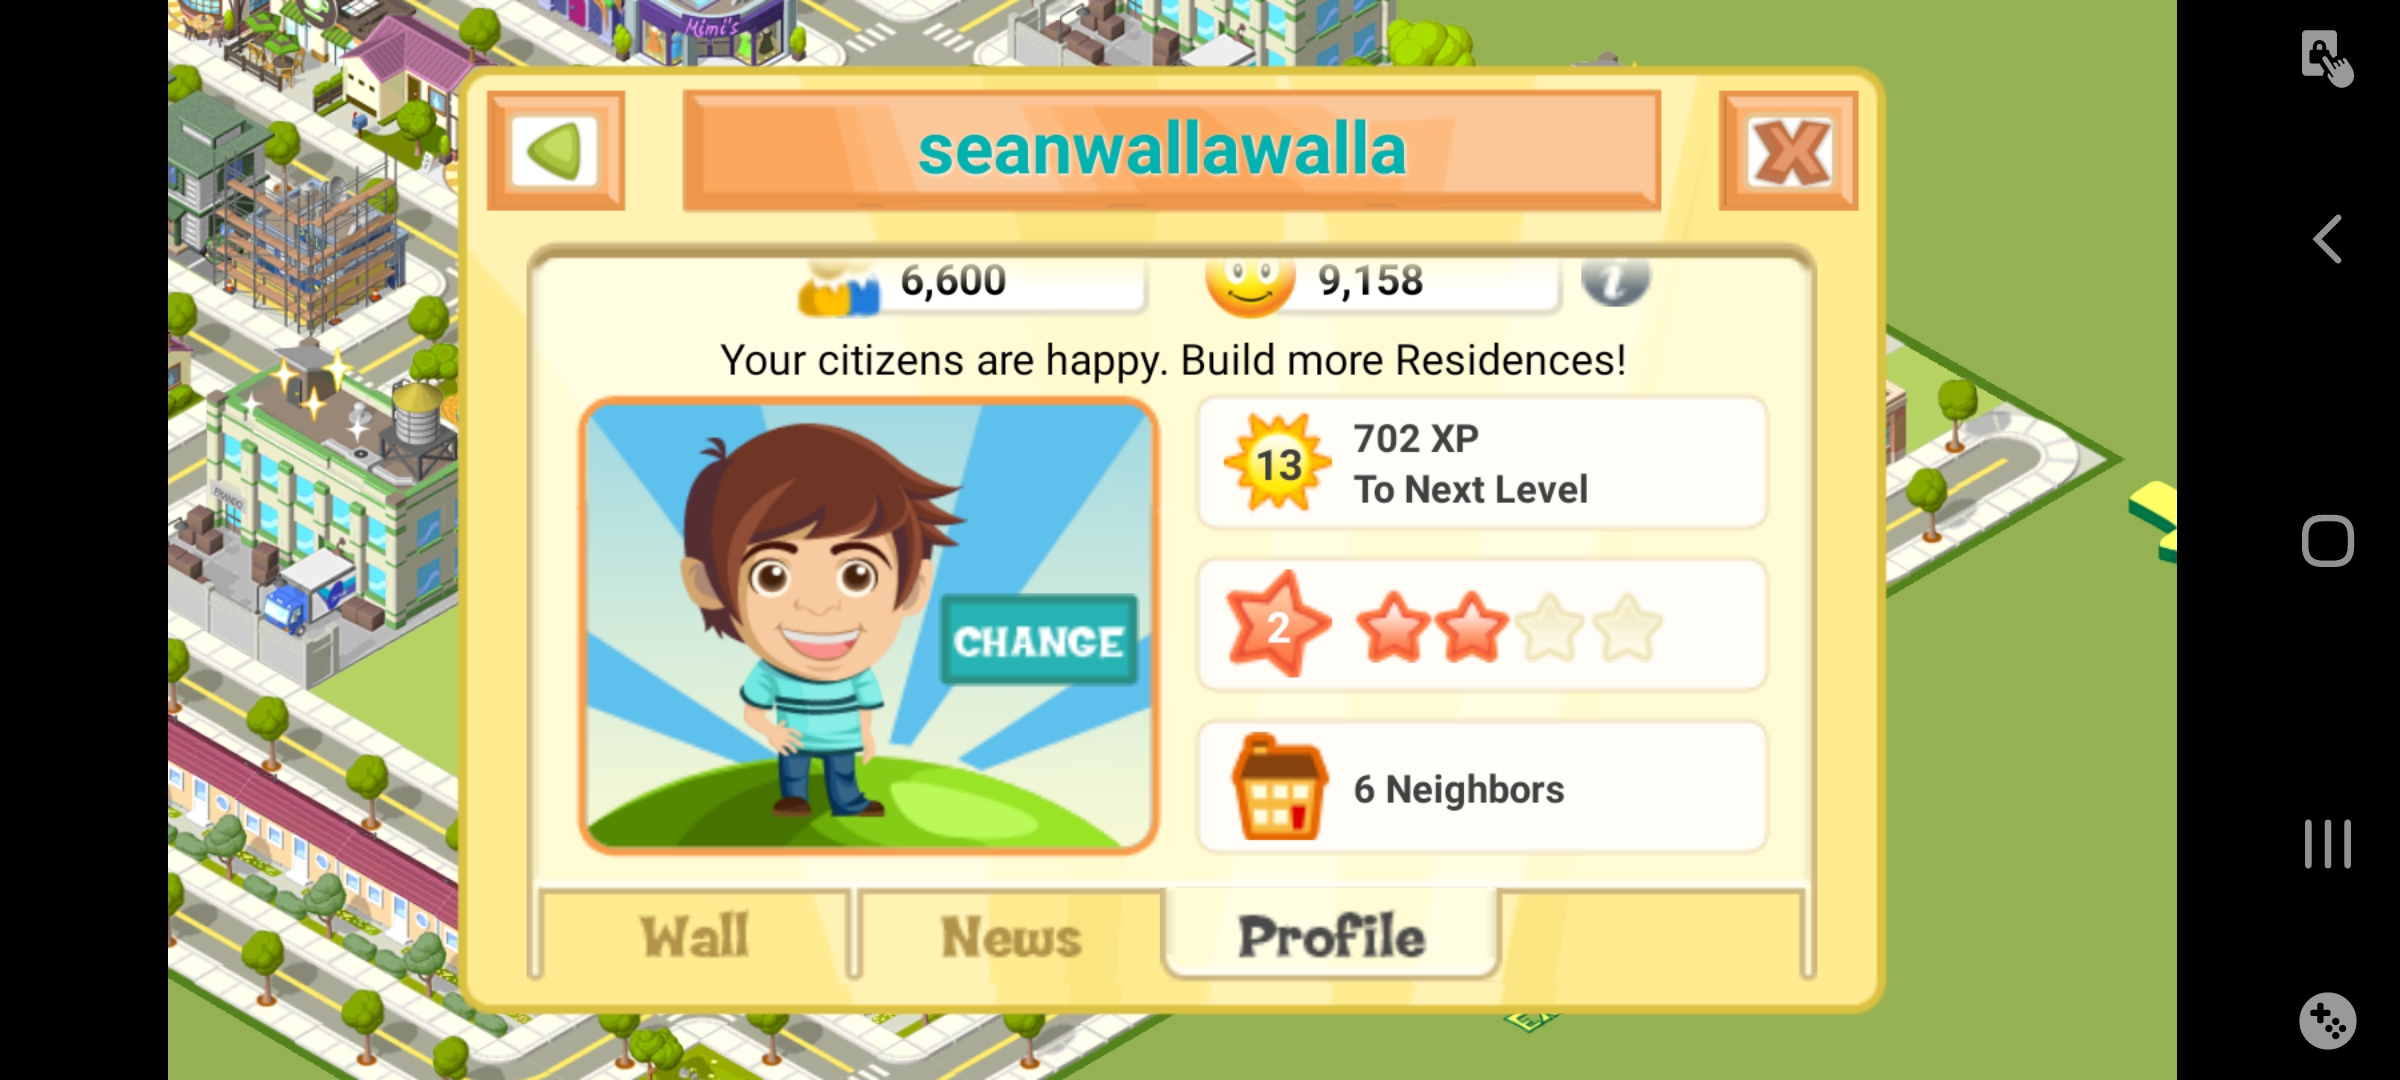 Mimi's
seanwallawalla
6,600
9,158
i
Your citizens are happy. Build more Residences!
13
702 XP
To Next Level
CHANGE
2
6 Neighbors
Wall
News
Profile